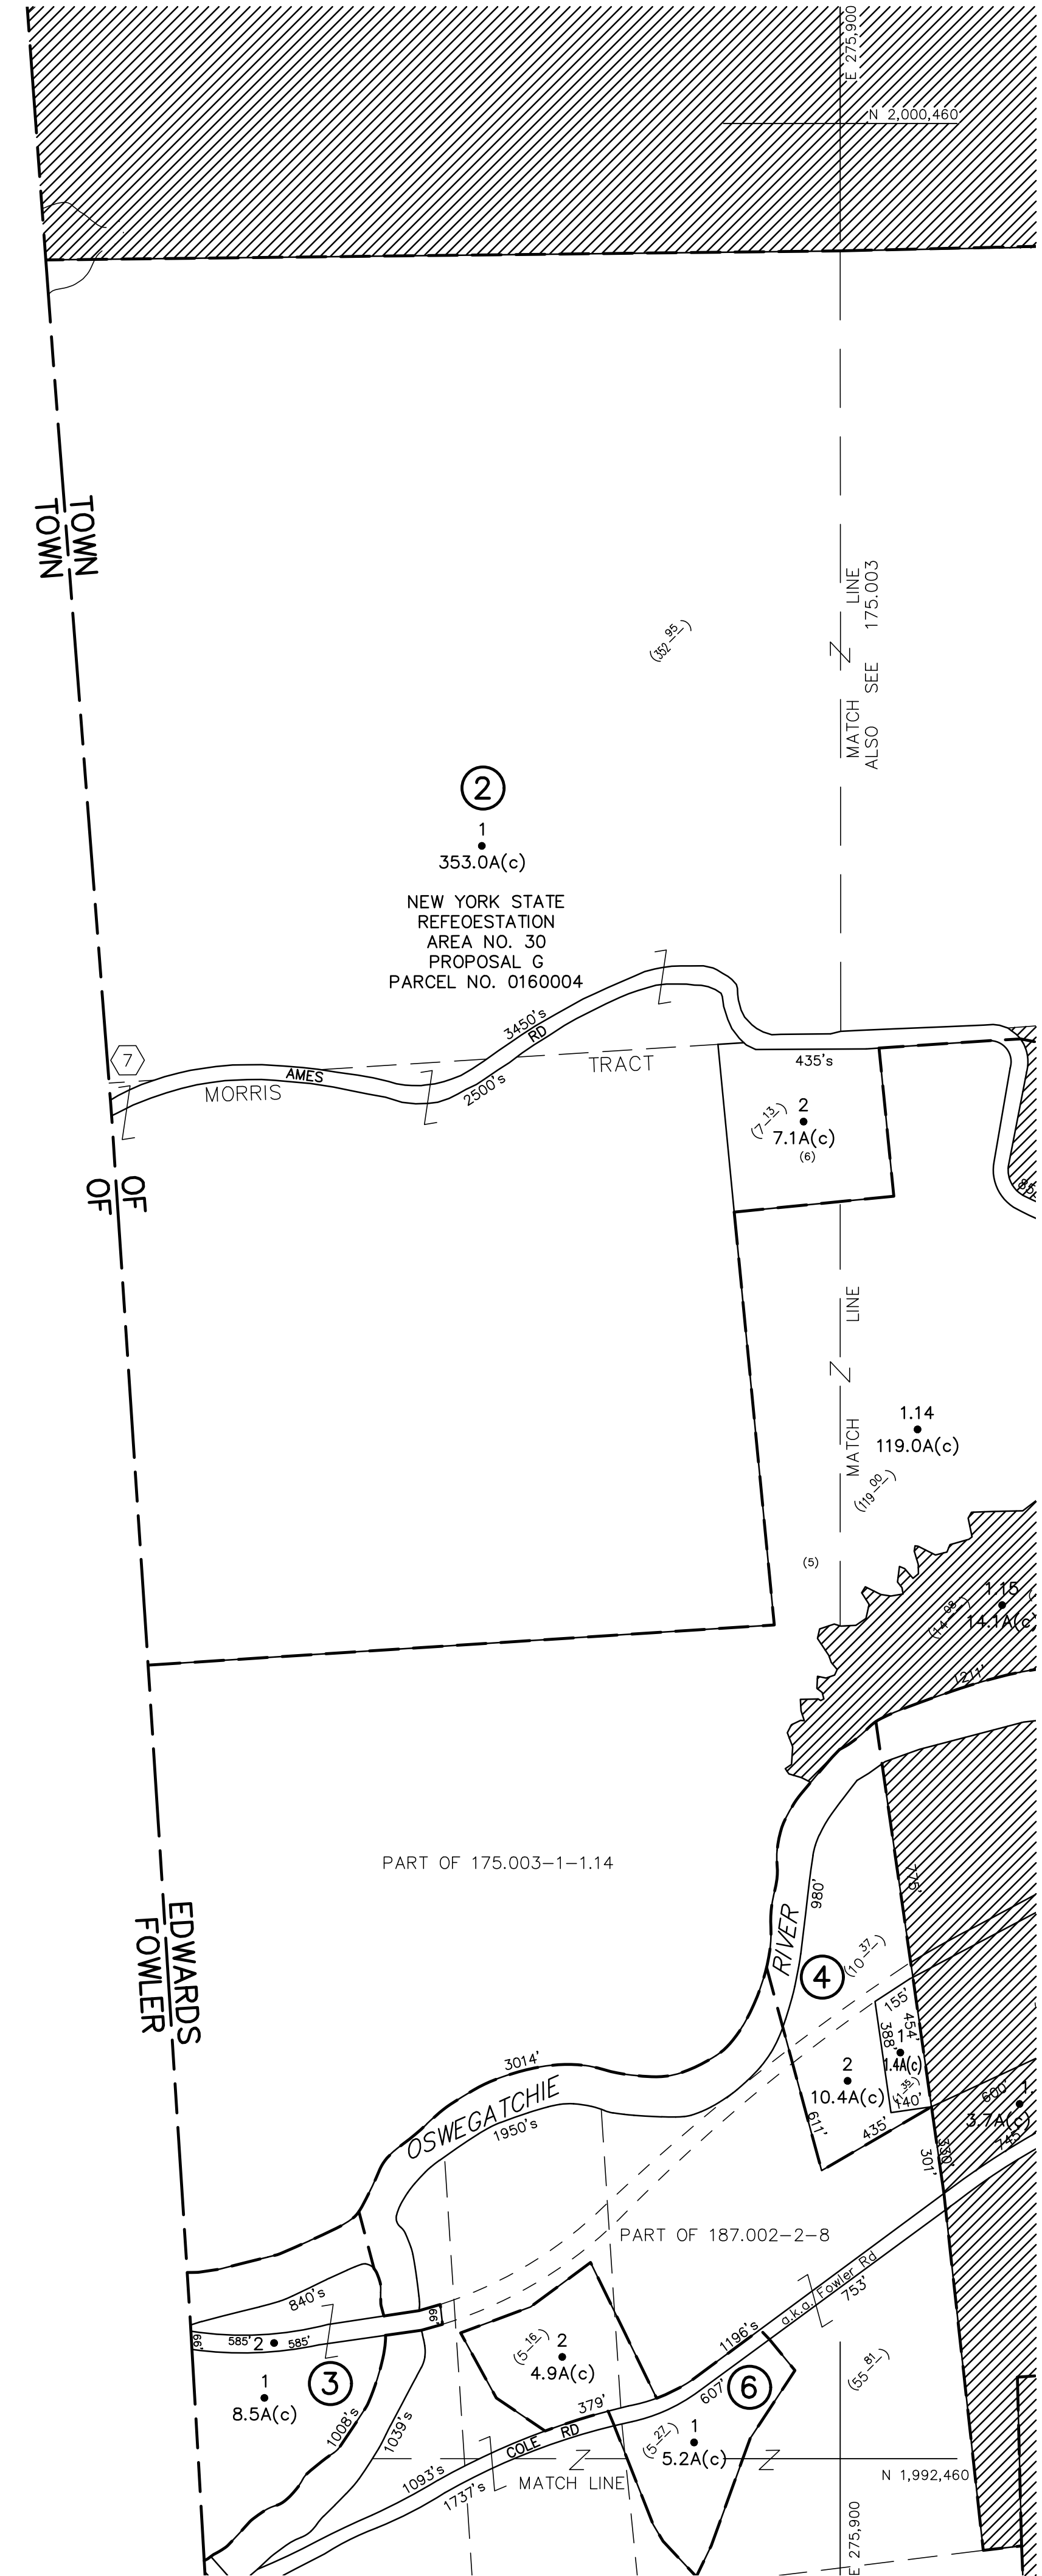 E 275,900
N 2,000,460
TOWN
TOWN
LINE
175.003
(352 95)
SEE
MATCH
ALSO
2
1
353.0A(c)
NEW YORK STATE
REFEOESTATION
AREA NO. 30
PROPOSAL G
PARCEL NO. 0160004
3450's
RD
7
AMES
MORRIS
2500's
TRACT
435's
(7 13)
2
7.1A(c)
(6)
OF
OF
LINE
MATCH
1.14
119.0A(c)
(119 00)
(5)
1.15
(14 08)
14.1A(c
1211'
PART OF 175.003-1-1.14
980'
776'
EDWARDS
FOWLER
RIVER
4
(10 37)
155'
454'
388'
1
1.4A(c)
(1 35)
140'
2
10.4A(c)
600'
1.
3.7A(c)
745'
611'
435'
301'
330'
3014'
OSWEGATCHIE
1950's
PART OF 187.002-2-8
a.k.a. Fowler Rd
753'
840's
66'
66'
585'
2
585'
1
8.5A(c)
3
1008's
1039's
(5 16)
2
4.9A(c)
1196's
607'
6
(55 81)
379'
COLE RD
(5 27)
1
5.2A(c)
1093's
1737's
MATCH LINE
N 1,992,460
E 275,900